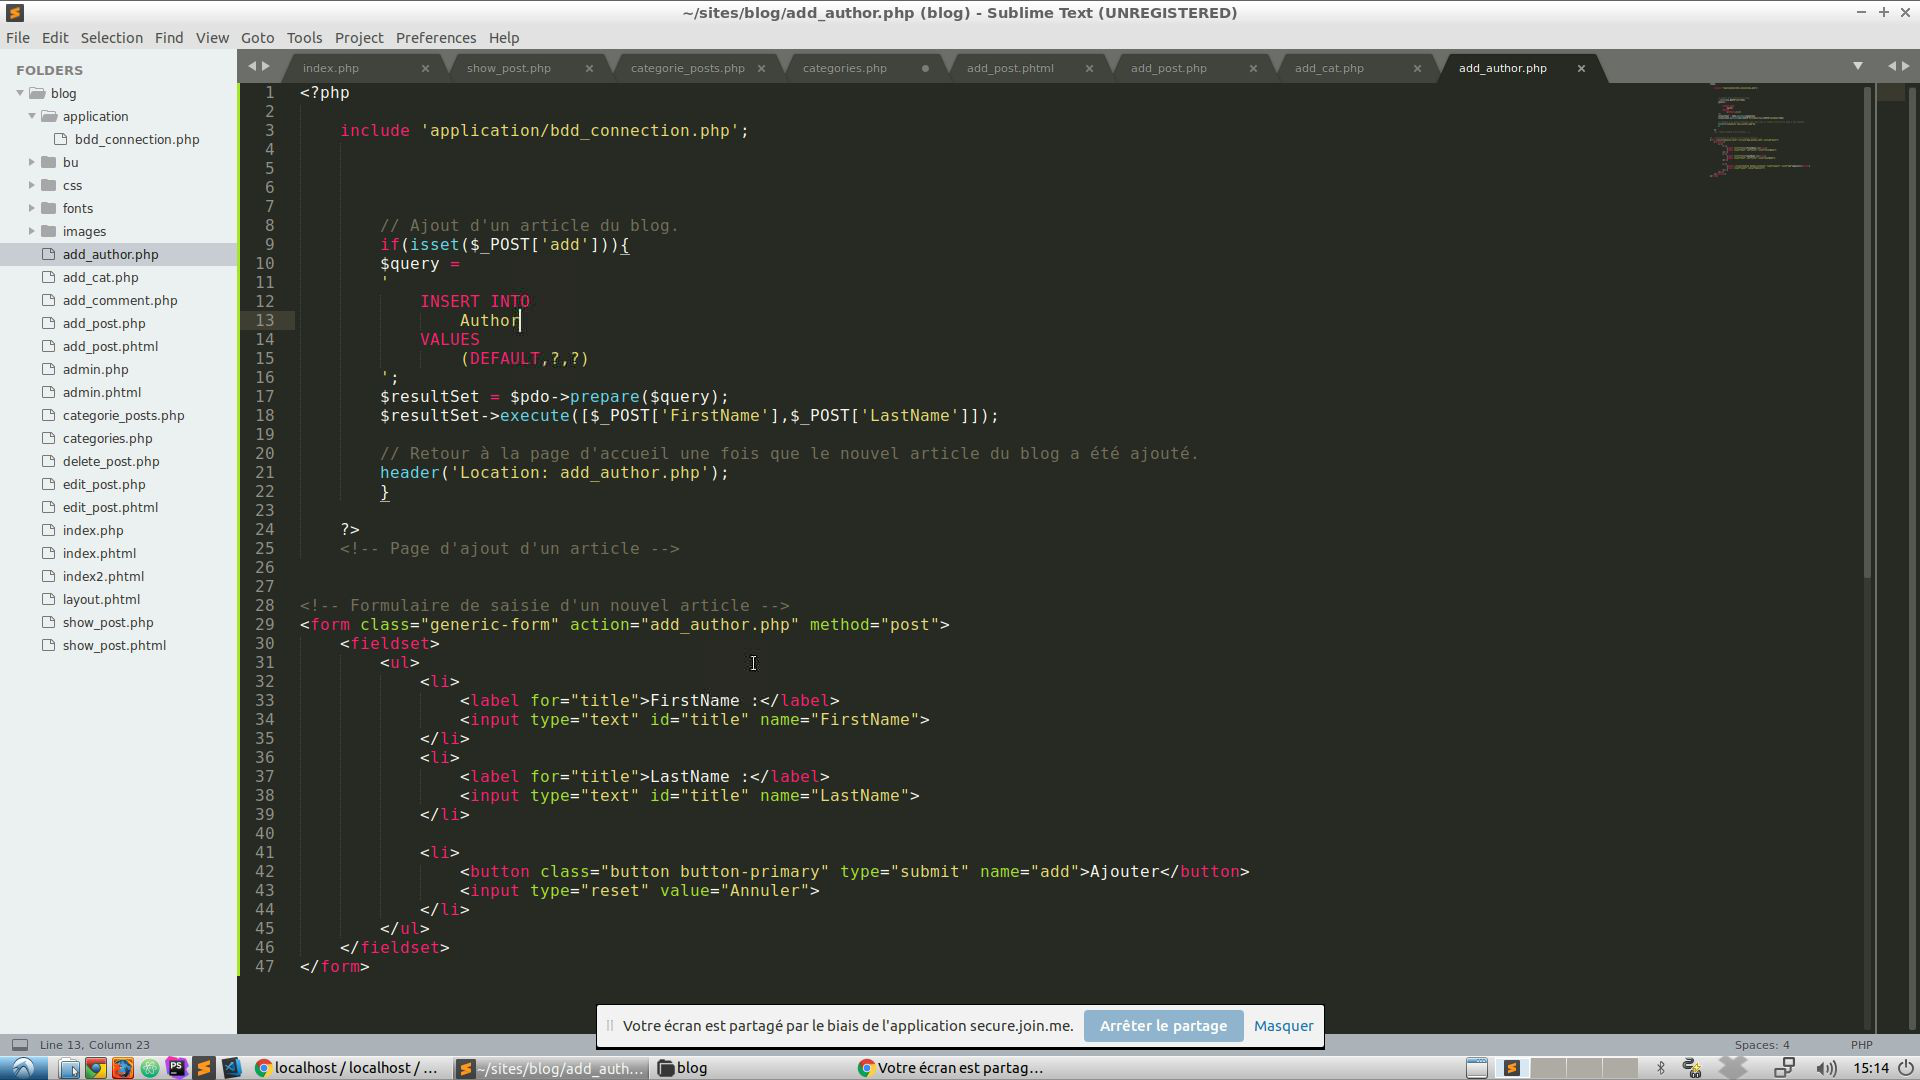 ~/sites/blog/add_author.php (blog) - Sublime Text (UNREGISTERED)
File Edit Selection Find View Goto Tools Project Preferences Help
FOLDERS
blog
application
bdd_connection.php
bu
css
fonts
images
add_author.php
add_cat.php
add_comment.php
add_post.php
add_post.phtml
admin.php
admin.phtml
categorie_posts.php
categories.php
delete_post.php
edit_post.php
edit_post.phtml
index.php
index.phtml
index2.phtml
layout.phtml
show_post.php
show_post.phtml
index.php show_post.php categorie_posts.php categories.php add_post.phtml add_post.php add_cat.php add_author.php
1 <?php
2
3 include 'application/bdd_connection.php';
4
5
6
7
8 // Ajout d'un article du blog.
9 if(isset($_POST['add'])){
10 $query =
11 '
12 INSERT INTO
13 Author
14 VALUES
15 (DEFAULT,?,?)
16 ';
17 $resultSet = $pdo->prepare($query);
18 $resultSet->execute([$_POST['FirstName'],$_POST['LastName']]);
19
20 // Retour à la page d'accueil une fois que le nouvel article du blog a été ajouté.
21 header('Location: add_author.php');
22 }
23
24 ?>
25 <!-- Page d'ajout d'un article -->
26
27
28 <!-- Formulaire de saisie d'un nouvel article -->
29 <form class="generic-form" action="add_author.php" method="post">
30 <fieldset>
31 <ul>
32 <li>
33 <label for="title">FirstName :</label>
34 <input type="text" id="title" name="FirstName">
35 </li>
36 <li>
37 <label for="title">LastName :</label>
38 <input type="text" id="title" name="LastName">
39 </li>
40
41 <li>
42 <button class="button button-primary" type="submit" name="add">Ajouter</button>
43 <input type="reset" value="Annuler">
44 </li>
45 </ul>
46 </fieldset>
47 </form>
Votre écran est partagé par le biais de l'application secure.join.me. Arrêter le partage Masquer
Line 13, Column 23 Spaces: 4 PHP
localhost / localhost / ... ~/sites/blog/add_auth... blog Votre écran est partag... 15:14